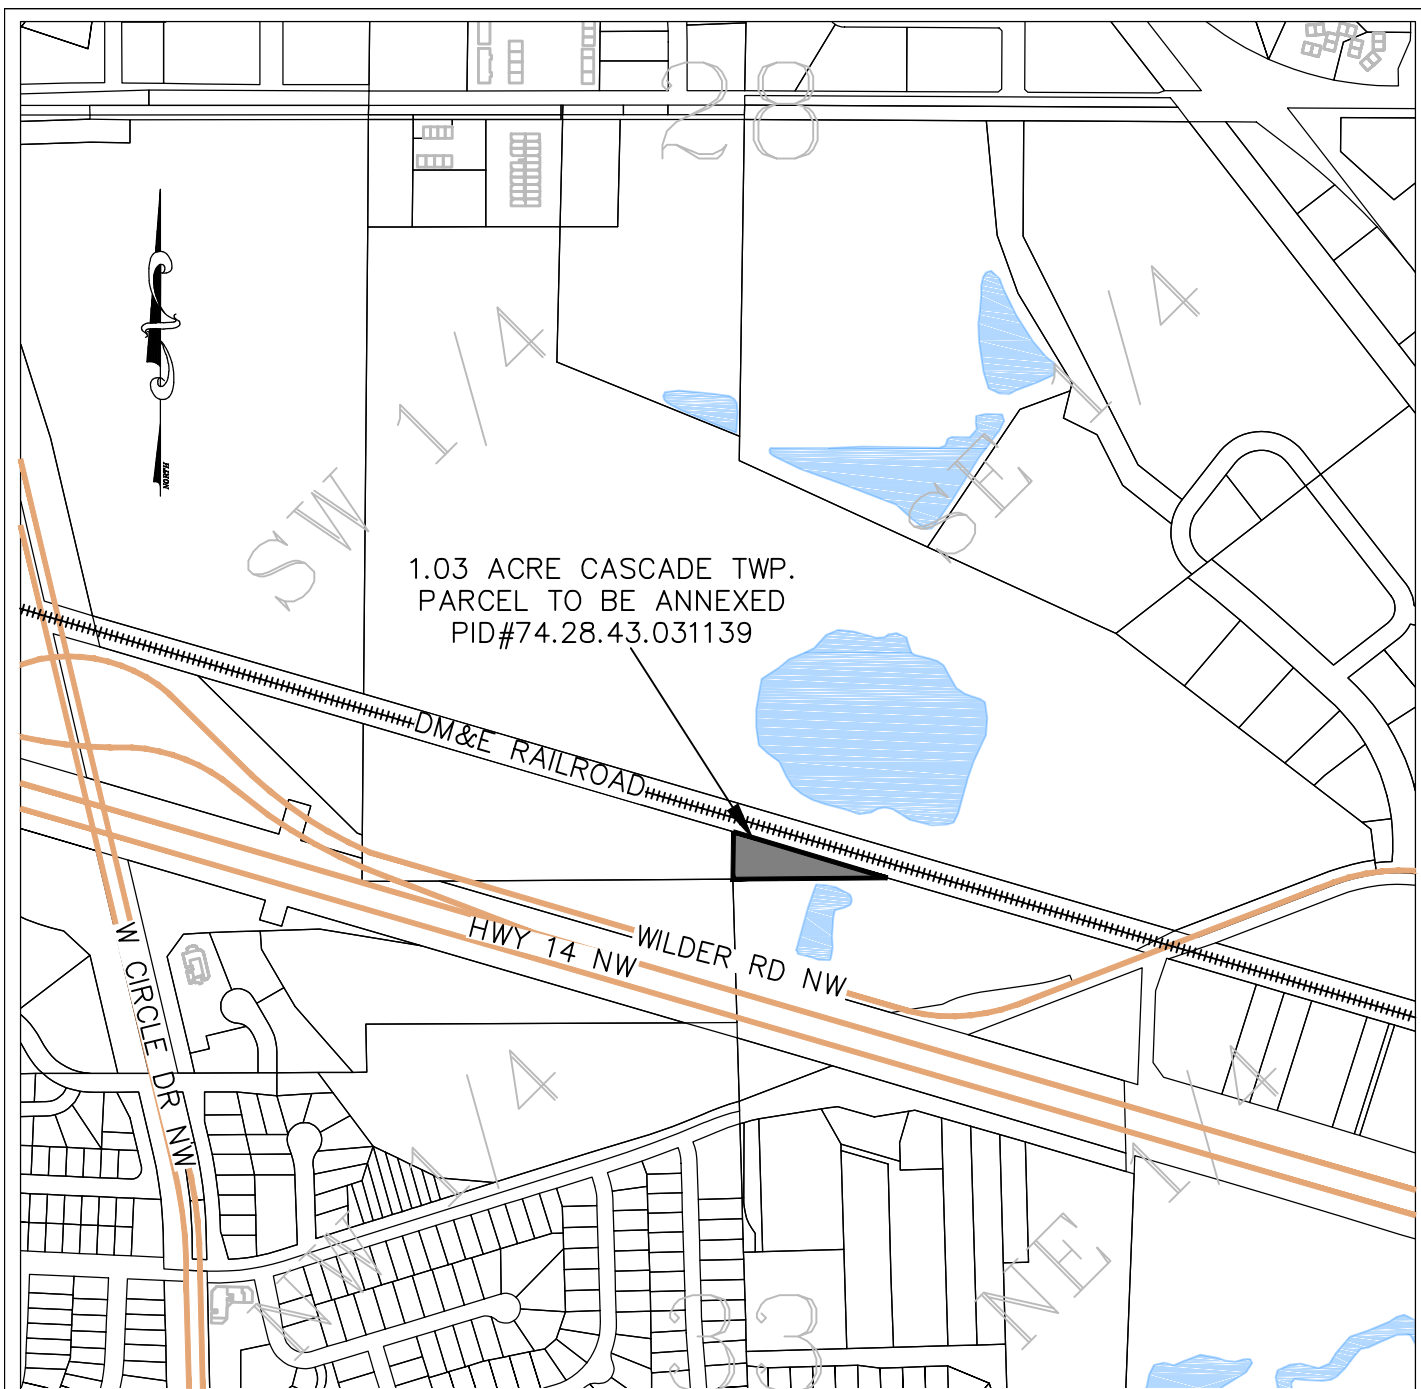 28
SW 1/4
SE 1/4
1.03 ACRE CASCADE TWP.
PARCEL TO BE ANNEXED
PID#74.28.43.031139
DM&E RAILROAD
HWY 14 NW
WILDER RD NW
W CIRCLE DR NW
NW 1/4
NE 1/4
33